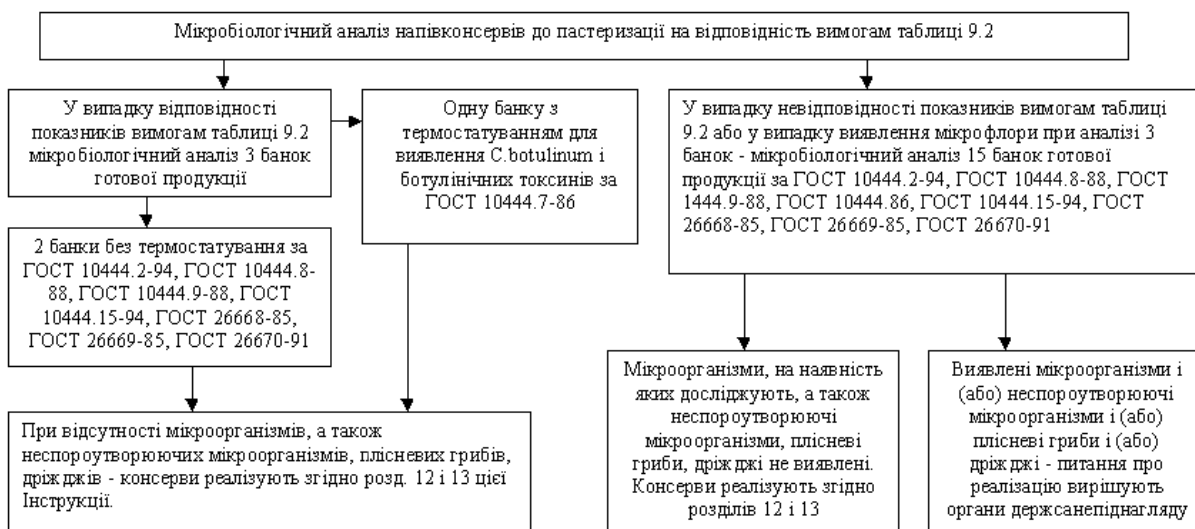 Мікробіологічний аналіз напівконсервів до пастеризації на відповідність вимогам таблиці 9.2
У випадку відповідності
показників вимогам таблиці 9.2
мікробіологічний аналіз 3 банок
готової продукції
Одну банку з
термостатуванням для
виявлення C.botulinum і
ботулінічних токсинів за
ГОСТ 10444.7-86
У випадку невідповідності показників вимогам таблиці
9.2 або у випадку виявлення мікрофлори при аналізі 3
банок - мікробіологічний аналіз 15 банок готової
продукції за ГОСТ 10444.2-94, ГОСТ 10444.8-88, ГОСТ
1444.9-88, ГОСТ 10444.86, ГОСТ 10444.15-94, ГОСТ
26668-85, ГОСТ 26669-85, ГОСТ 26670-91
2 банки без термостатування за
ГОСТ 10444.2-94, ГОСТ 10444.8-
88, ГОСТ 10444.9-88, ГОСТ
10444.15-94, ГОСТ 26668-85,
ГОСТ 26669-85, ГОСТ 26670-91
При відсутності мікроорганізмів, а також
неспороутворюючих мікроорганізмів, плісневих грибів,
дріжджів - консерви реалізують згідно розд. 12 і 13 цієї
Інструкції.
Мікроорганізми, на наявність
яких досліджують, а також
неспороутворюючі
мікроорганізми, плісневі
гриби, дріжджі не виявлені.
Консерви реалізують згідно
розділів 12 і 13
Виявлені мікроорганізми і
(або) неспороутворюючі
мікроорганізми і (або)
плісневі гриби і (або)
дріжджі - питання про
реалізацію вирішують
органи держсанепіднагляду